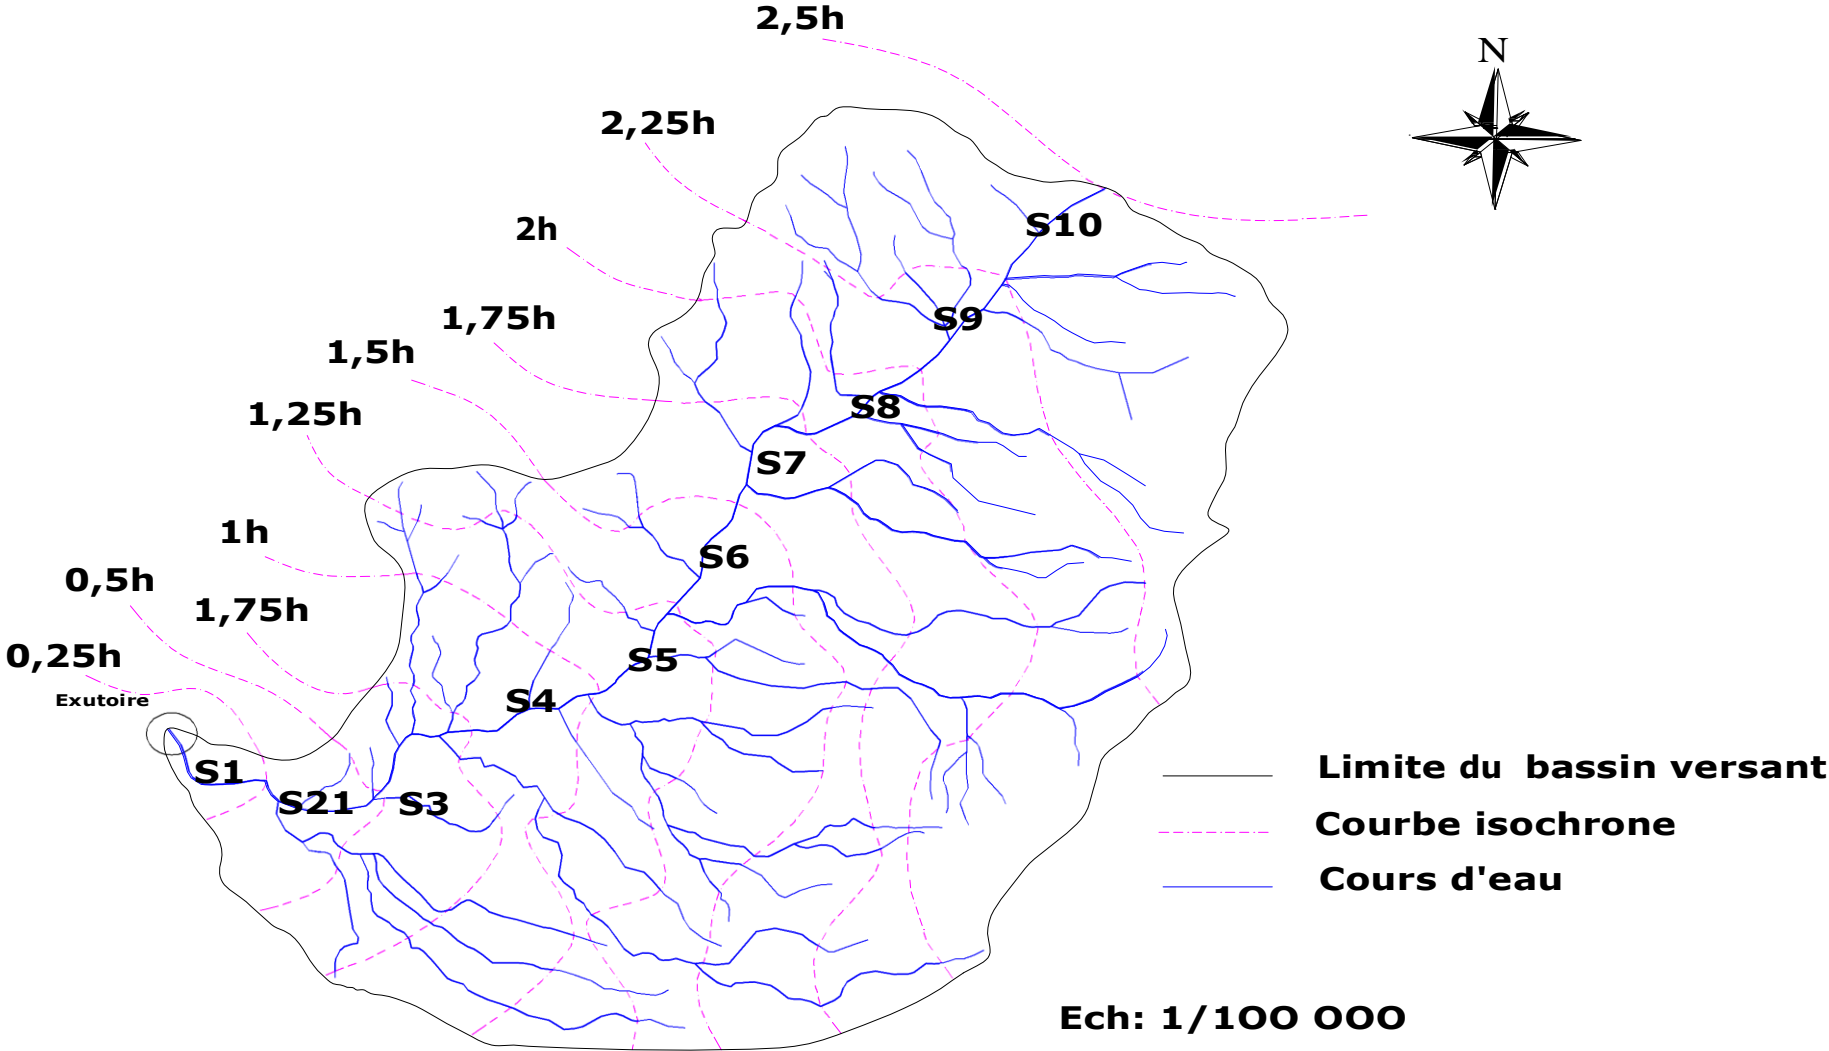 2,5h
N
2,25h
2h
S10
1,75h
S9
1,5h
1,25h
S8
S7
1h
S6
0,5h
1,75h
0,25h
S5
Exutoire
S4
S1
S21
S3
Limite du bassin versant
Courbe isochrone
Cours d'eau
Ech: 1/1OO OOO